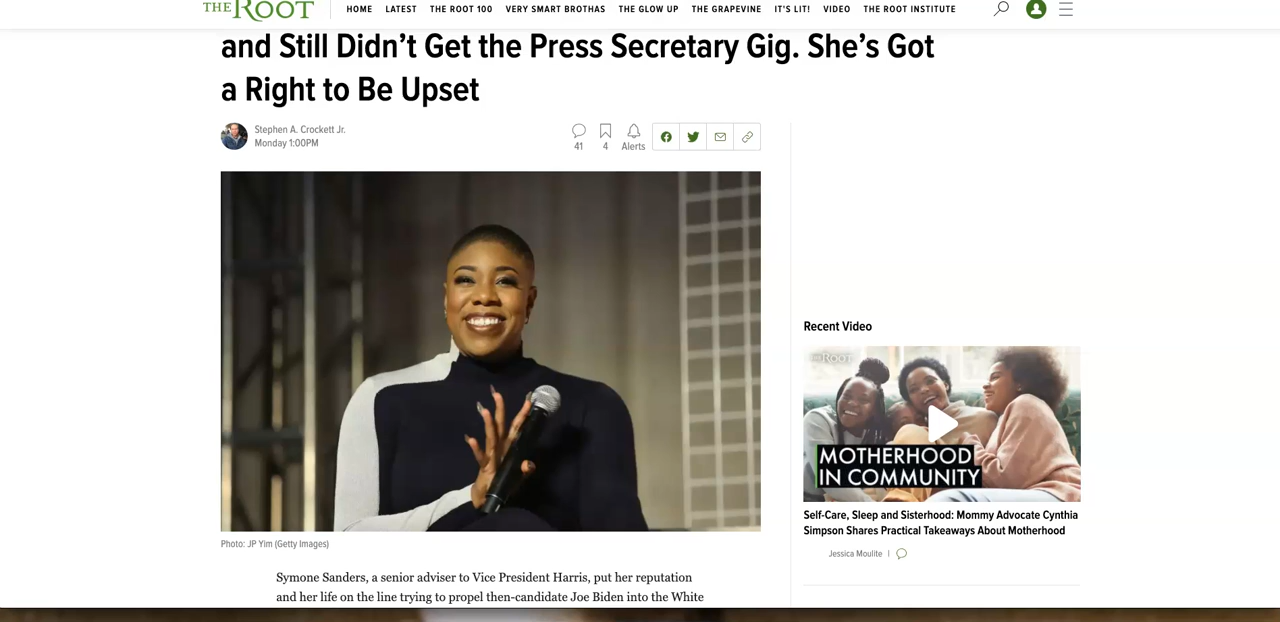 THE ROOT
HOME LATEST THE ROOT 100 VERY SMART BROTHAS THE GLOW UP THE GRAPEVINE IT'S LIT! VIDEO THE ROOT INSTITUTE
and Still Didn't Get the Press Secretary Gig. She's Got
a Right to Be Upset
Stephen A. Crockett Jr.
Monday 1:00PM
41 4 Alerts
Photo: JP Yim (Getty Images)
Symone Sanders, a senior adviser to Vice President Harris, put her reputation
and her life on the line trying to propel then-candidate Joe Biden into the White
Recent Video
THE ROOT
MOTHERHOOD
IN COMMUNITY
Self-Care, Sleep and Sisterhood: Mommy Advocate Cynthia
Simpson Shares Practical Takeaways About Motherhood
Jessica Moulite |